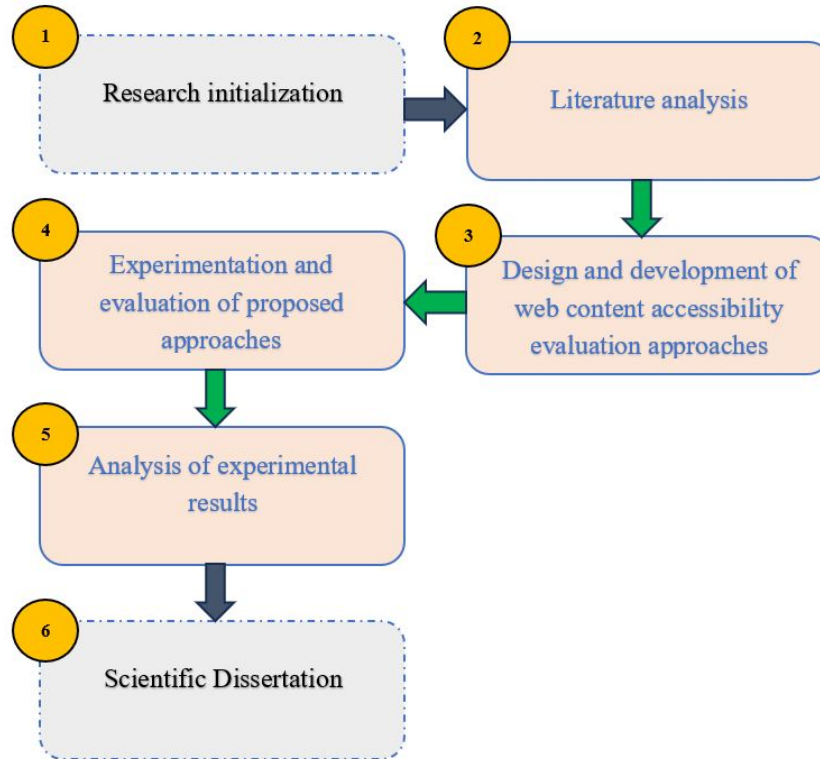 1
Research initialization
2
Literature analysis
3
Design and development of
web content accessibility
evaluation approaches
4
Experimentation and
evaluation of proposed
approaches
5
Analysis of experimental
results
6
Scientific Dissertation